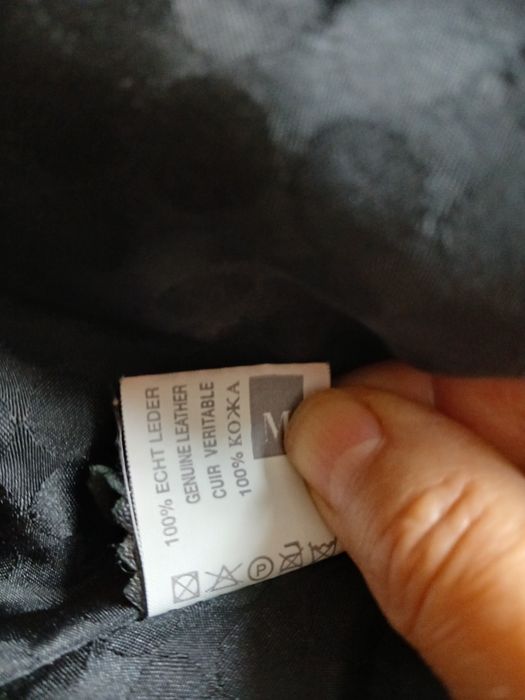 100% ECHT LEDER
GENUINE LEATHER
CUIR VERITABLE
100% КОЖА
M
P